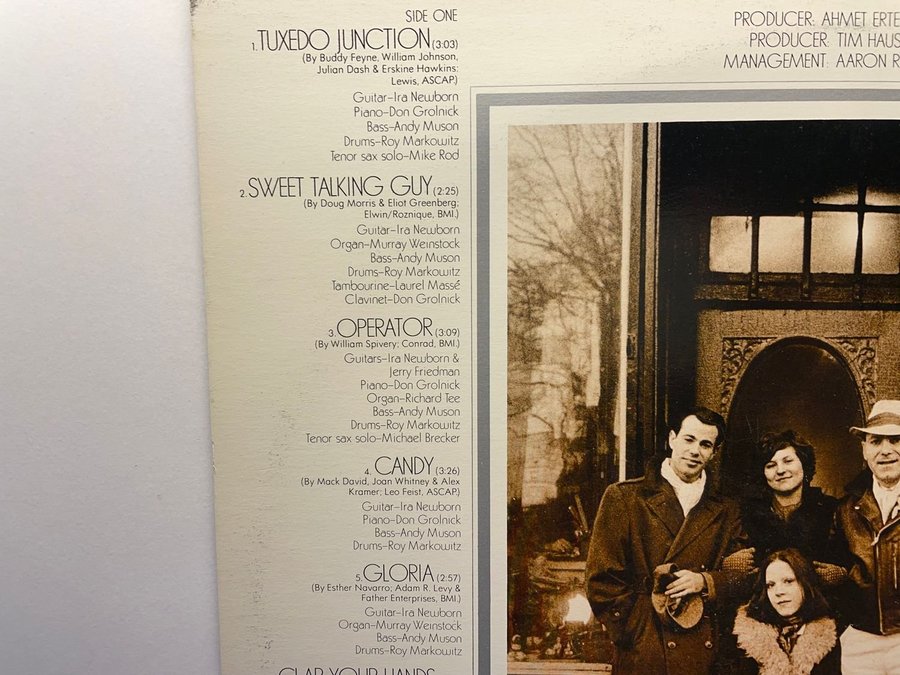 SIDE ONE
1. TUXEDO JUNCTION (3:03)
(By Buddy Feyne, William Johnson,
Julian Dash & Erskine Hawkins;
Lewis, ASCAP.)
Guitar–Ira Newborn
Piano–Don Grolnick
Bass–Andy Muson
Drums–Roy Markowitz
Tenor sax solo–Mike Rod
2. SWEET TALKING GUY (2:25)
(By Doug Morris & Eliot Greenberg;
Elwin/Roznique, BMI.)
Guitar–Ira Newborn
Organ–Murray Weinstock
Bass–Andy Muson
Drums–Roy Markowitz
Tambourine–Laurel Massé
Clavinet–Don Grolnick
3. OPERATOR (3:09)
(By William Spivery; Conrad, BMI.)
Guitars–Ira Newborn &
Jerry Friedman
Piano–Don Grolnick
Organ–Richard Tee
Bass–Andy Muson
Drums–Roy Markowitz
Tenor sax solo–Michael Brecker
4. CANDY (3:26)
(By Mack David, Joan Whitney & Alex
Kramer; Leo Feist, ASCAP.)
Guitar–Ira Newborn
Piano–Don Grolnick
Bass–Andy Muson
Drums–Roy Markowitz
5. GLORIA (2:57)
(By Esther Navarro; Adam R. Levy &
Father Enterprises, BMI.)
Guitar–Ira Newborn
Organ–Murray Weinstock
Bass–Andy Muson
Drums–Roy Markowitz
CLAP YOUR HANDS
PRODUCER: AHMET ERTE
PRODUCER: TIM HAUS
MANAGEMENT: AARON R